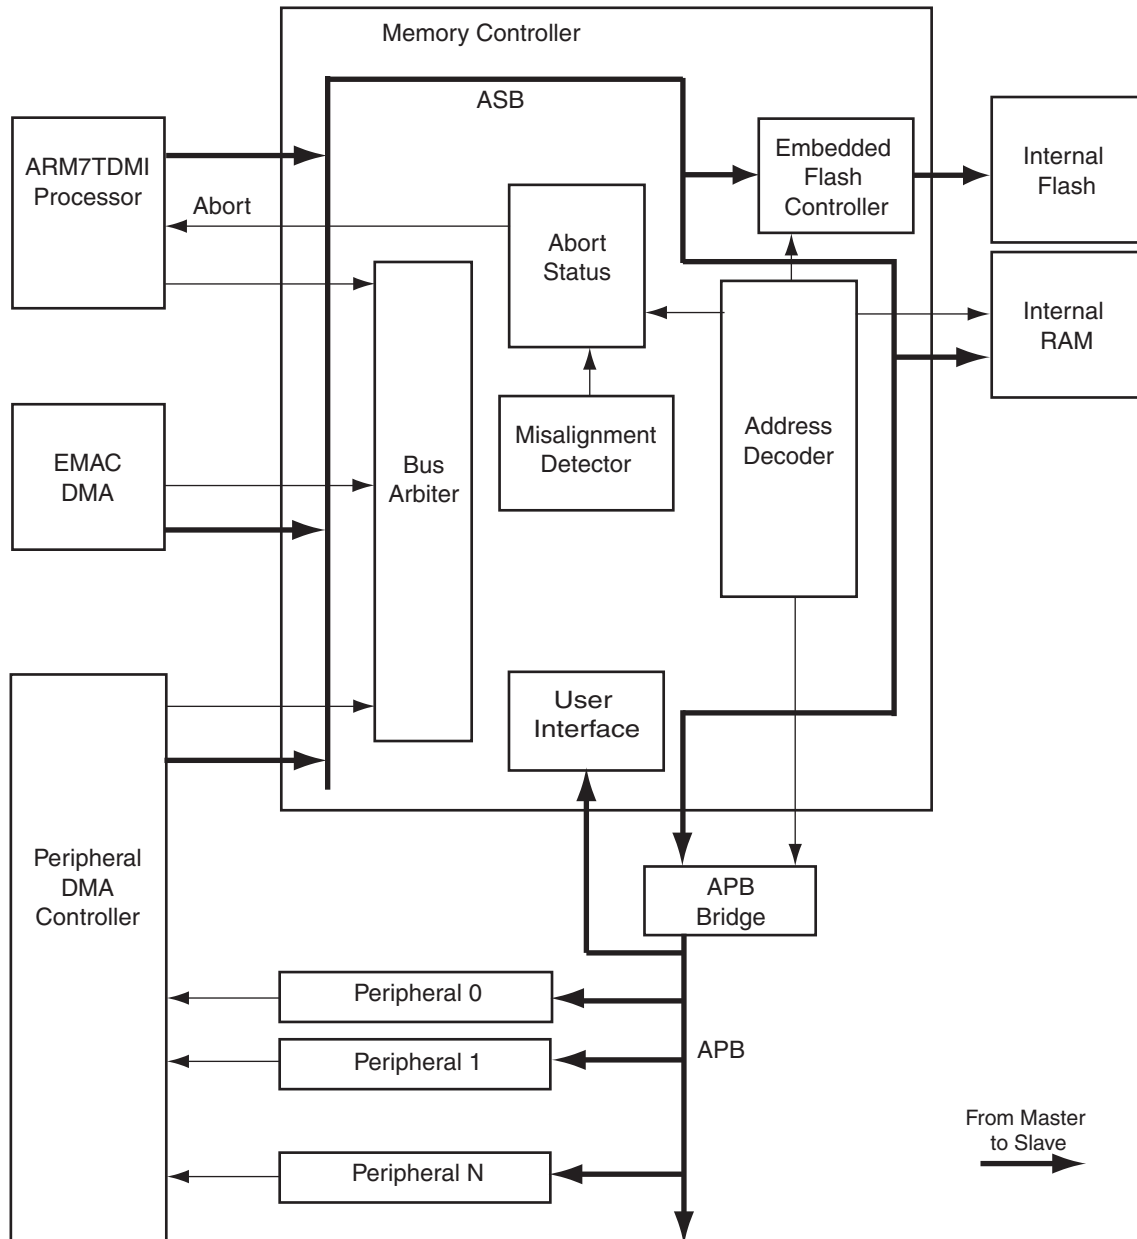 Memory Controller
ASB
ARM7TDMI
Processor
Abort
Embedded
Flash
Controller
Internal
Flash
Abort
Status
Internal
RAM
EMAC
DMA
Bus
Arbiter
Misalignment
Detector
Address
Decoder
User
Interface
Peripheral
DMA
Controller
APB
Bridge
Peripheral 0
Peripheral 1
APB
Peripheral N
From Master
to Slave